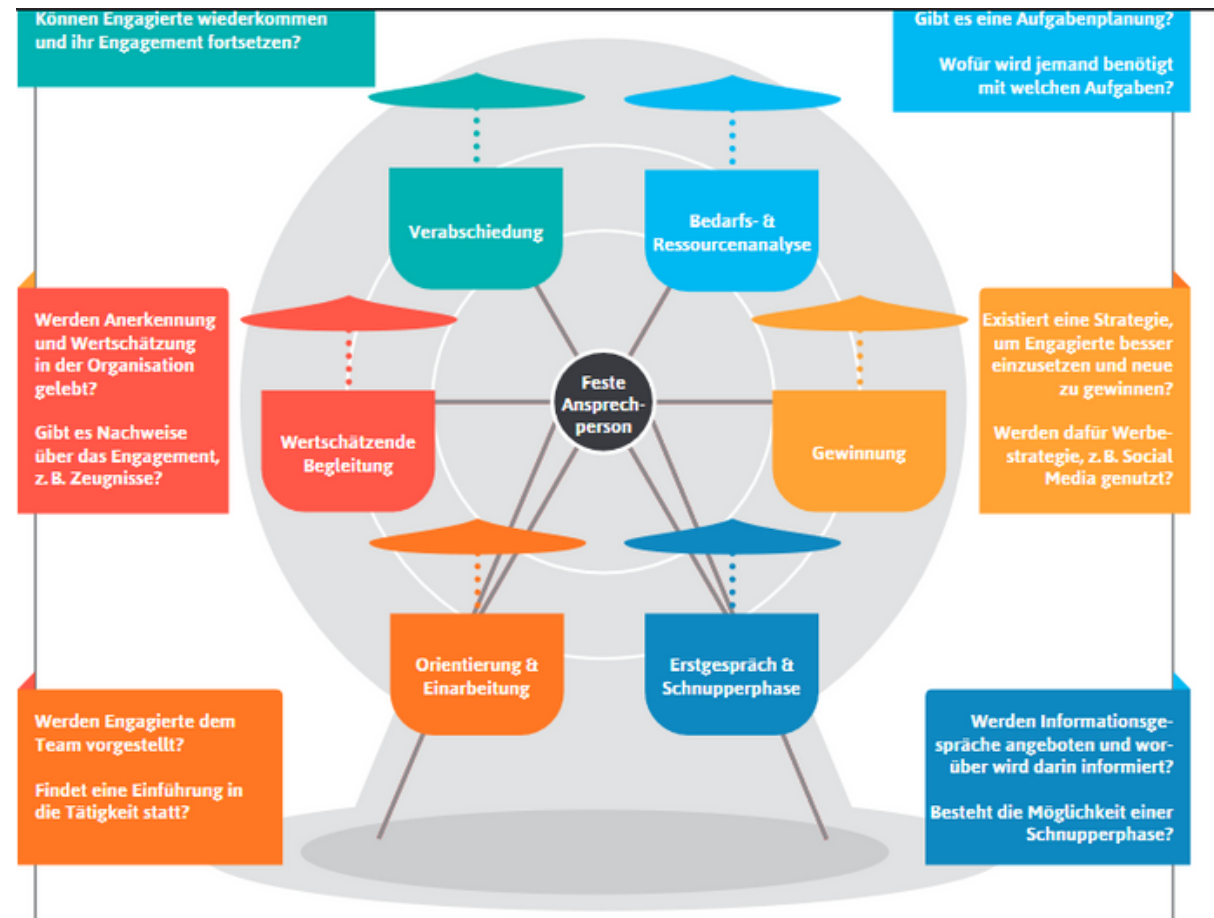 Können Engagierte wiederkommen
und ihr Engagement fortsetzen?
Gibt es eine Aufgabenplanung?
Wofür wird jemand benötigt
mit welchen Aufgaben?
Verabschiedung
Bedarfs- &
Ressourcenanalyse
Werden Anerkennung
und Wertschätzung
in der Organisation
gelebt?
Gibt es Nachweise
über das Engagement,
z. B. Zeugnisse?
Wertschätzende
Begleitung
Feste
Ansprech-
person
Gewinnung
Existiert eine Strategie,
um Engagierte besser
einzusetzen und neue
zu gewinnen?
Werden dafür Werbe-
strategie, z. B. Social
Media genutzt?
Orientierung &
Einarbeitung
Erstgespräch &
Schnupperphase
Werden Engagierte dem
Team vorgestellt?
Findet eine Einführung in
die Tätigkeit statt?
Werden Informationsge-
spräche angeboten und wor-
über wird darin informiert?
Besteht die Möglichkeit einer
Schnupperphase?